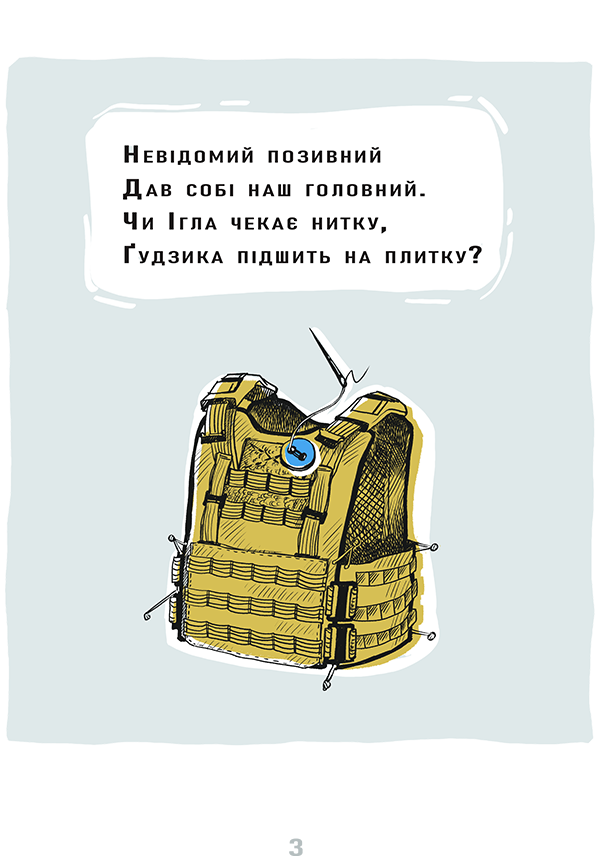 Невідомий позивний
Дав собі наш головний.
Чи Ігла чекає нитку,
Ґудзика підшить на плитку?
3